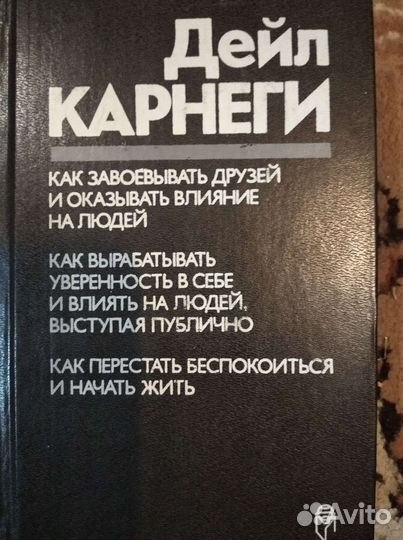 Дейл
КАРНЕГИ
КАК ЗАВОЕВЫВАТЬ ДРУЗЕЙ
И ОКАЗЫВАТЬ ВЛИЯНИЕ
НА ЛЮДЕЙ
КАК ВЫРАБАТЫВАТЬ
УВЕРЕННОСТЬ В СЕБЕ
И ВЛИЯТЬ НА ЛЮДЕЙ,
ВЫСТУПАЯ ПУБЛИЧНО
КАК ПЕРЕСТАТЬ БЕСПОКОИТЬСЯ
И НАЧАТЬ ЖИТЬ
Avito